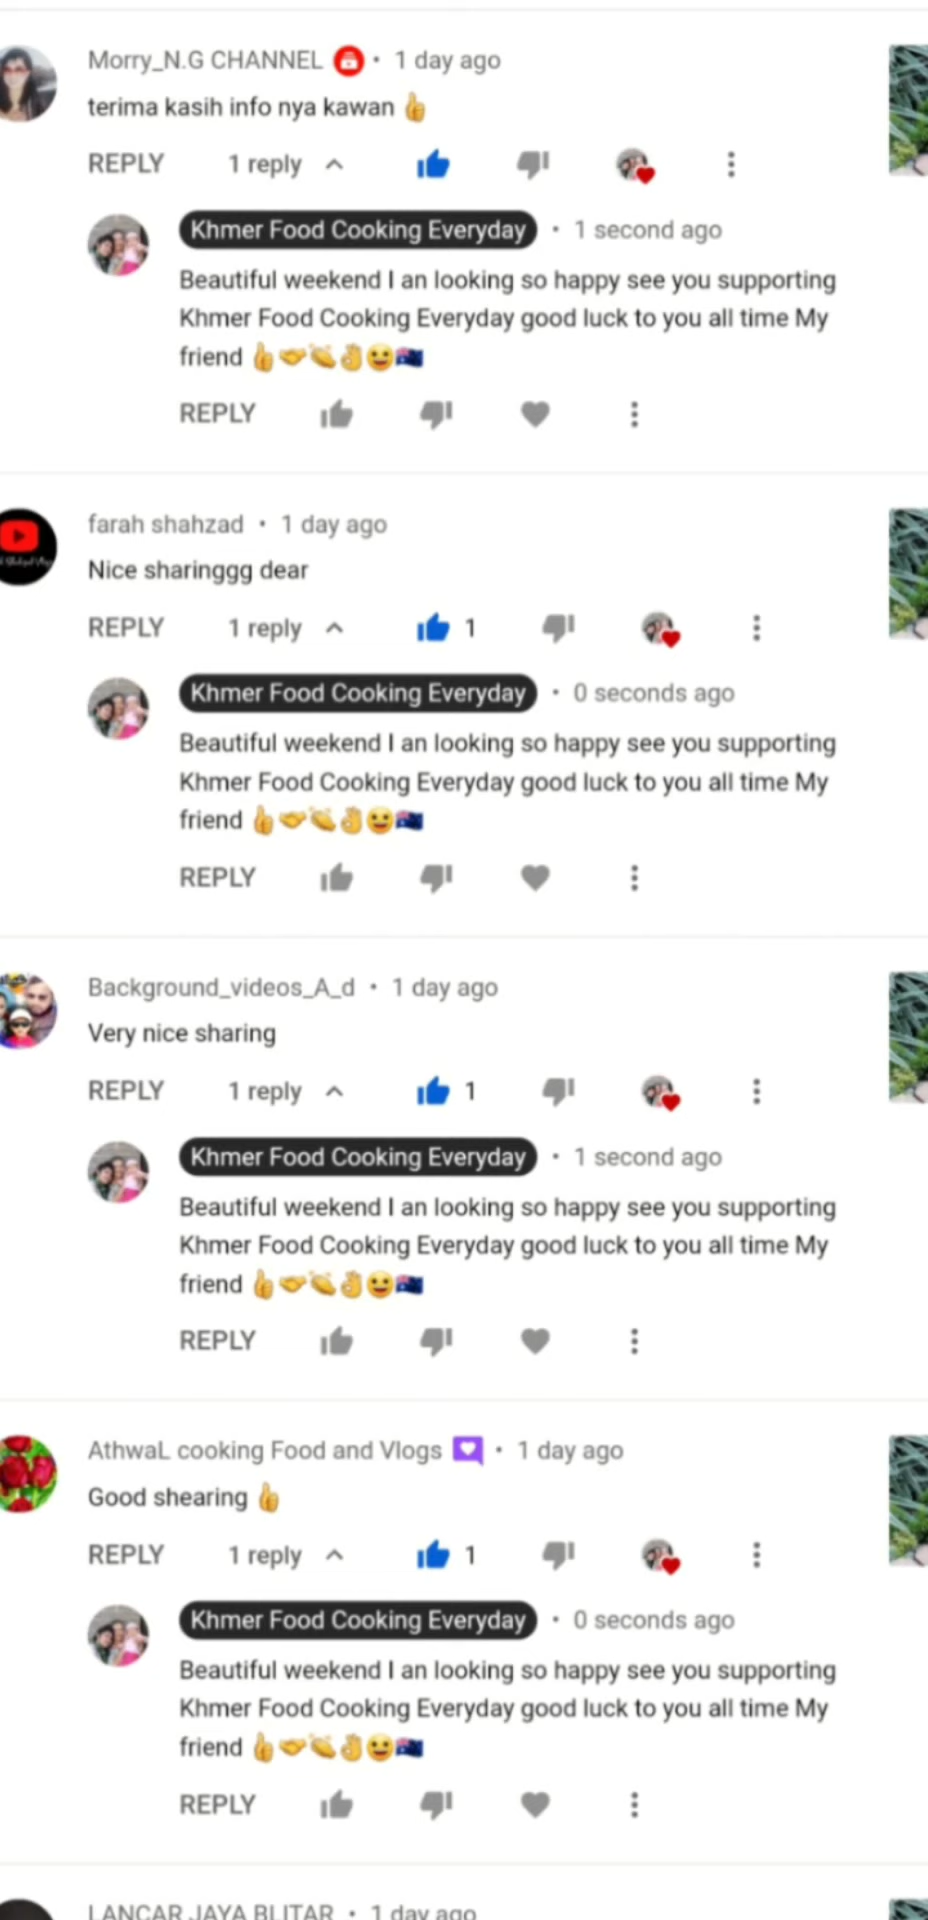 Morry_N.G CHANNEL • 1 day ago
terima kasih info nya kawan 👍
REPLY 1 reply
Khmer Food Cooking Everyday • 1 second ago
Beautiful weekend I an looking so happy see you supporting
Khmer Food Cooking Everyday good luck to you all time My
friend 👍🤝👏👌😀🇦🇺
REPLY
farah shahzad • 1 day ago
Nice sharinggg dear
REPLY 1 reply 1
Khmer Food Cooking Everyday • 0 seconds ago
Beautiful weekend I an looking so happy see you supporting
Khmer Food Cooking Everyday good luck to you all time My
friend 👍🤝👏👌😀🇦🇺
REPLY
Background_videos_A_d • 1 day ago
Very nice sharing
REPLY 1 reply 1
Khmer Food Cooking Everyday • 1 second ago
Beautiful weekend I an looking so happy see you supporting
Khmer Food Cooking Everyday good luck to you all time My
friend 👍🤝👏👌😀🇦🇺
REPLY
AthwaL cooking Food and Vlogs • 1 day ago
Good shearing 👍
REPLY 1 reply 1
Khmer Food Cooking Everyday • 0 seconds ago
Beautiful weekend I an looking so happy see you supporting
Khmer Food Cooking Everyday good luck to you all time My
friend 👍🤝👏👌😀🇦🇺
REPLY
LANCAR JAYA BLITAR • 1 day ago